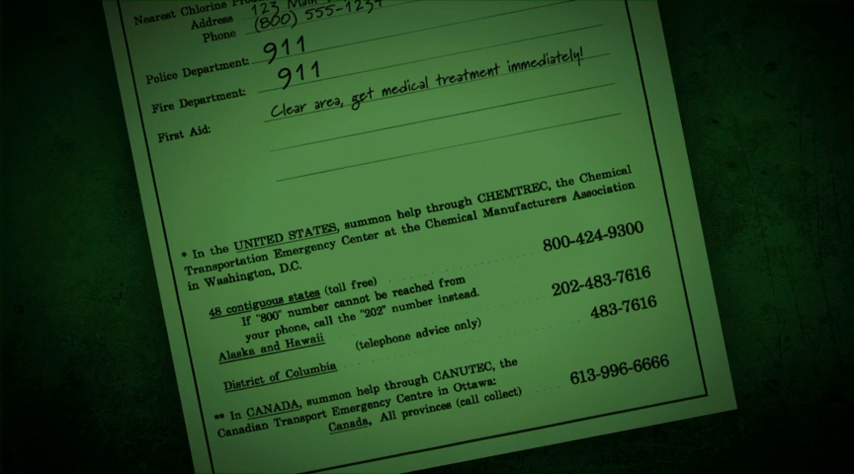 Nearest Chlorine
Address 123 Main
Phone (800) 555-1234
Police Department: 911
Fire Department: 911
First Aid: Clear area, get medical treatment immediately!
* In the UNITED STATES, summon help through CHEMTREC, the Chemical
Transportation Emergency Center at the Chemical Manufacturers Association
in Washington, D.C.
48 contiguous states (toll free) 800-424-9300
If "800" number cannot be reached from
your phone, call the "202" number instead.
Alaska and Hawaii 202-483-7616
(telephone advice only)
District of Columbia 483-7616
** In CANADA, summon help through CANUTEC, the
Canadian Transport Emergency Centre in Ottawa:
Canada, All provinces (call collect) 613-996-6666